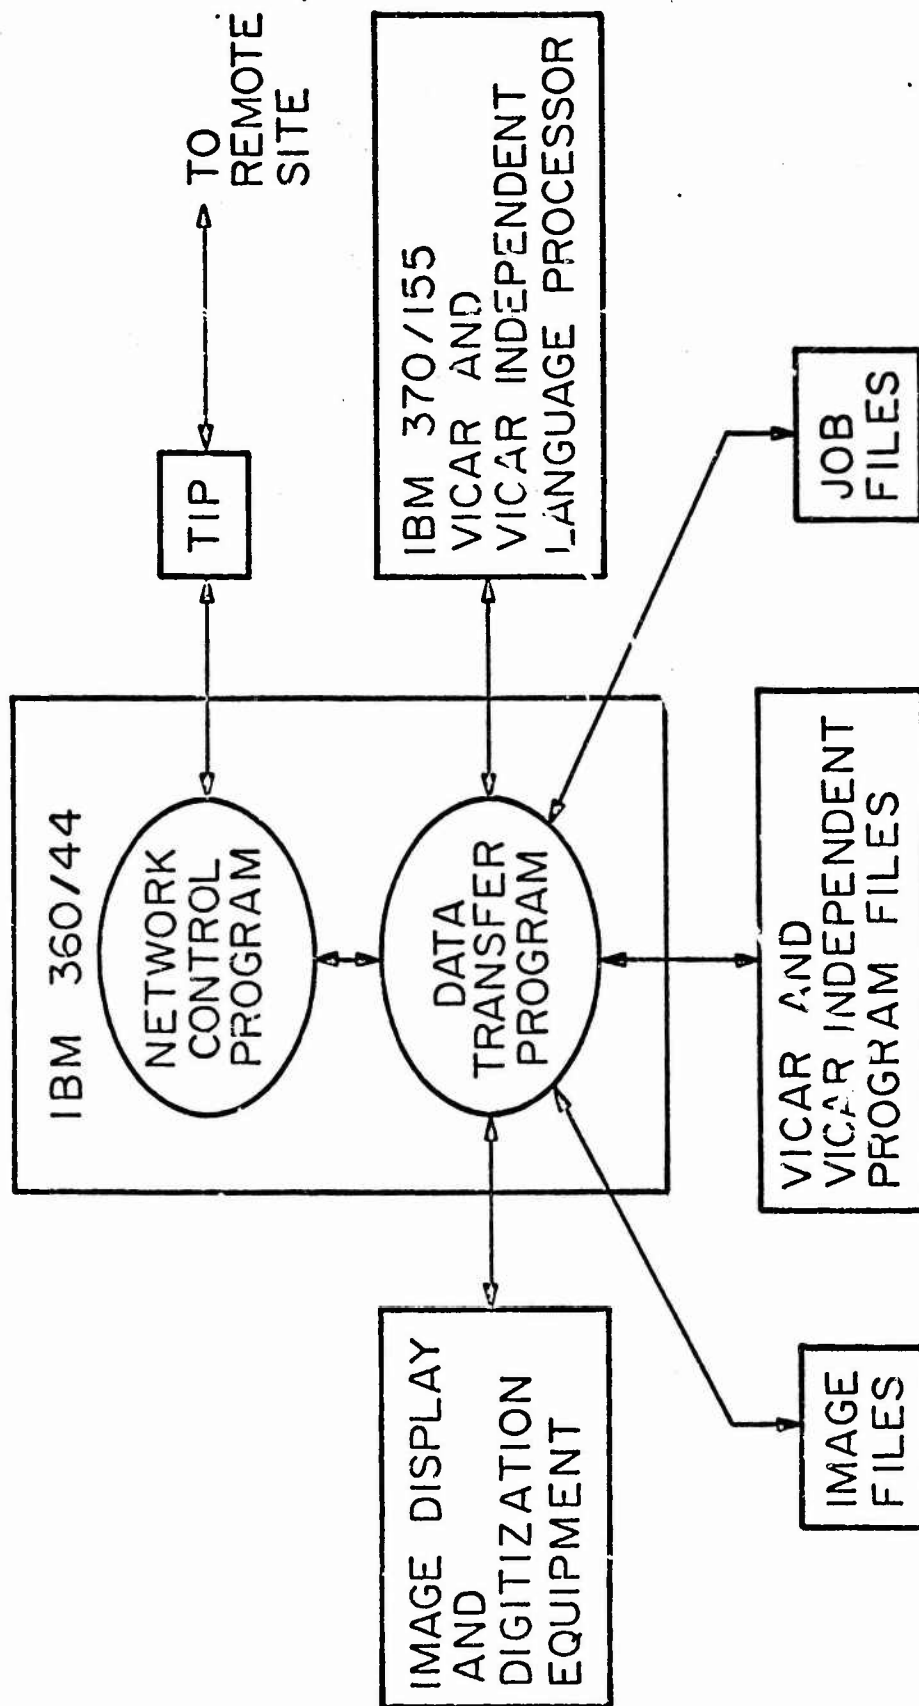 IBM 360/44
NETWORK
CONTROL
PROGRAM
TIP
TO
REMOTE
SITE
IMAGE DISPLAY
AND
DIGITIZATION
EQUIPMENT
DATA
TRANSFER
PROGRAM
IBM 370/155
VICAR AND
VICAR INDEPENDENT
LANGUAGE PROCESSOR
IMAGE
FILES
VICAR AND
VICAR INDEPENDENT
PROGRAM FILES
JOB
FILES